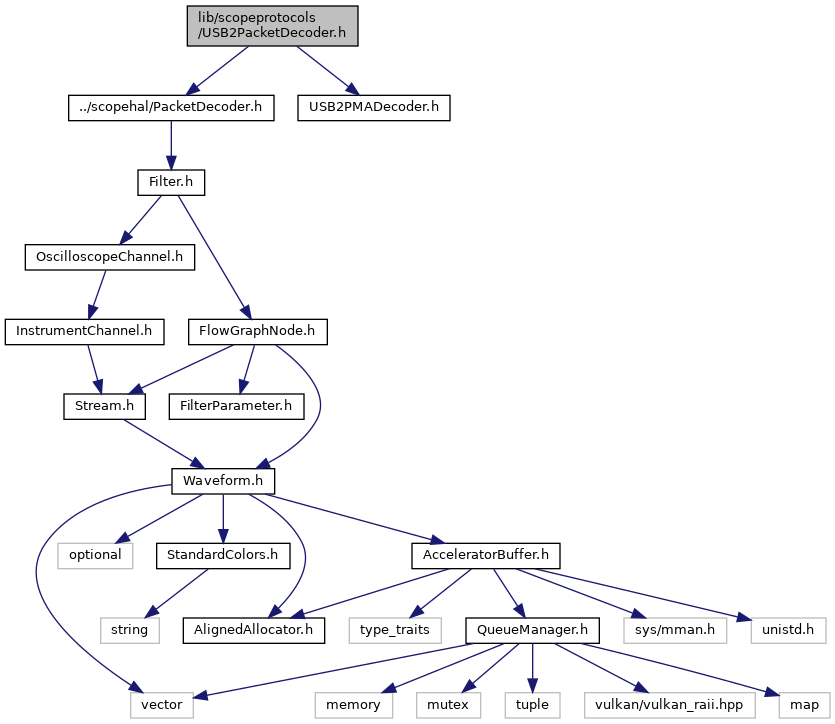 lib/scopeprotocols
/USB2PacketDecoder.h
../scopehal/PacketDecoder.h
USB2PMADecoder.h
Filter.h
OscilloscopeChannel.h
InstrumentChannel.h
FlowGraphNode.h
Stream.h
FilterParameter.h
Waveform.h
optional
StandardColors.h
AcceleratorBuffer.h
string
AlignedAllocator.h
type_traits
QueueManager.h
sys/mman.h
unistd.h
vector
memory
mutex
tuple
vulkan/vulkan_raii.hpp
map